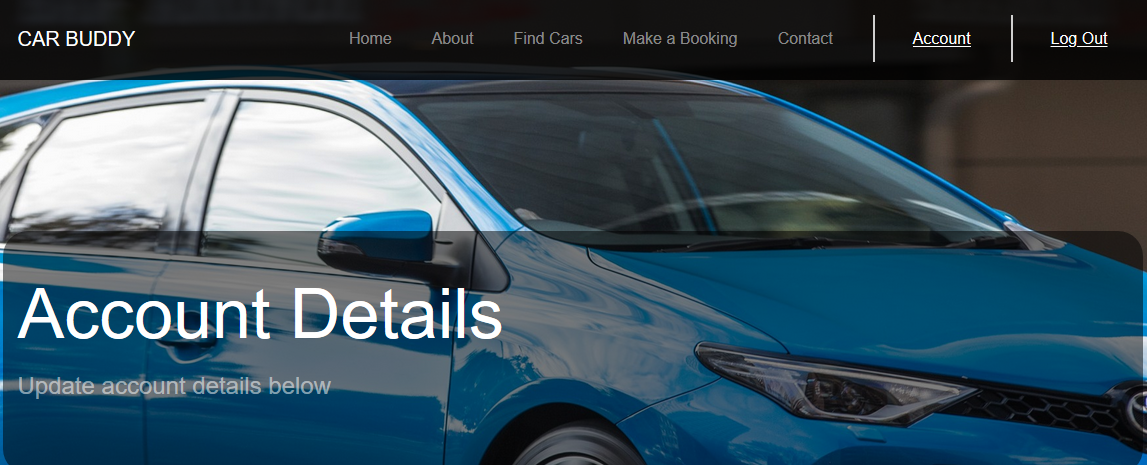 CAR BUDDY Home About Find Cars Make a Booking Contact Account Log Out
Account Details
Update account details below